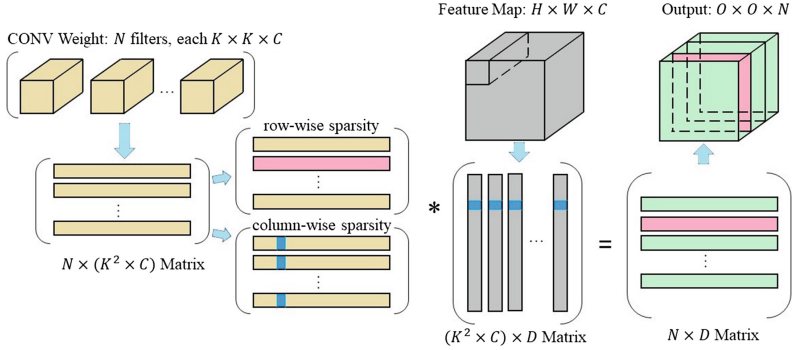 CONV Weight: N filters, each K × K × C
Feature Map: H × W × C
Output: O × O × N
...
row-wise sparsity
⋮
⋮
*
...
=
⋮
column-wise sparsity
⋮
N × (K² × C) Matrix
(K² × C) × D Matrix
N × D Matrix